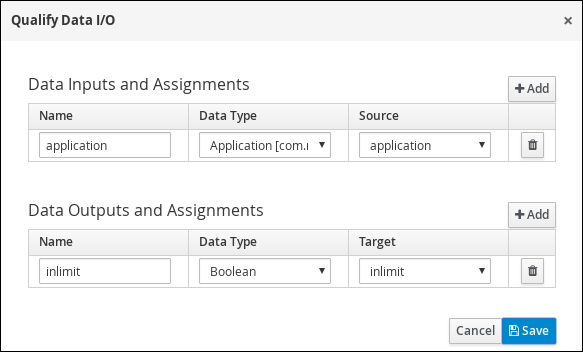 Qualify Data I/O ×
Data Inputs and Assignments
+ Add
Name Data Type Source
application Application [com.r application
Data Outputs and Assignments
+ Add
Name Data Type Target
inlimit Boolean inlimit
Cancel Save